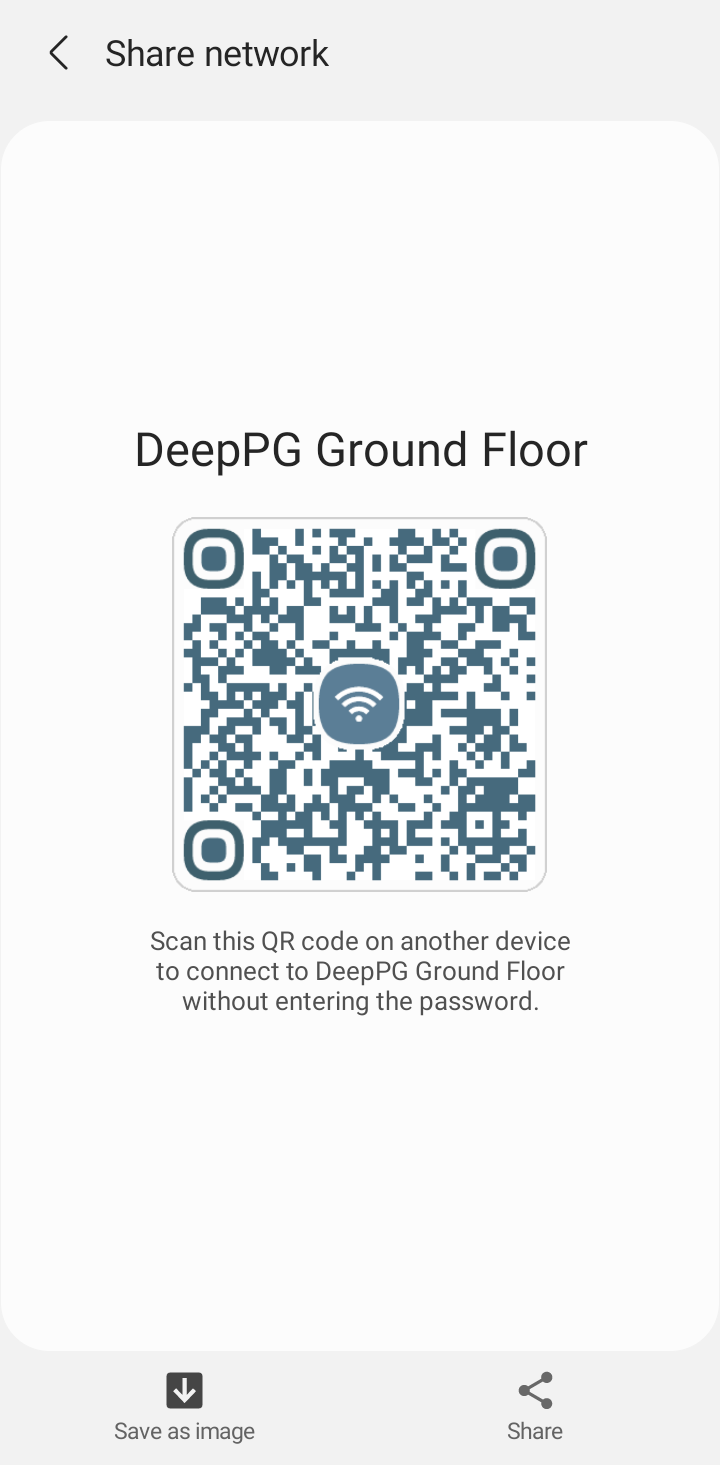 Share network
DeepPG Ground Floor
Scan this QR code on another device
to connect to DeepPG Ground Floor
without entering the password.
Save as image
Share